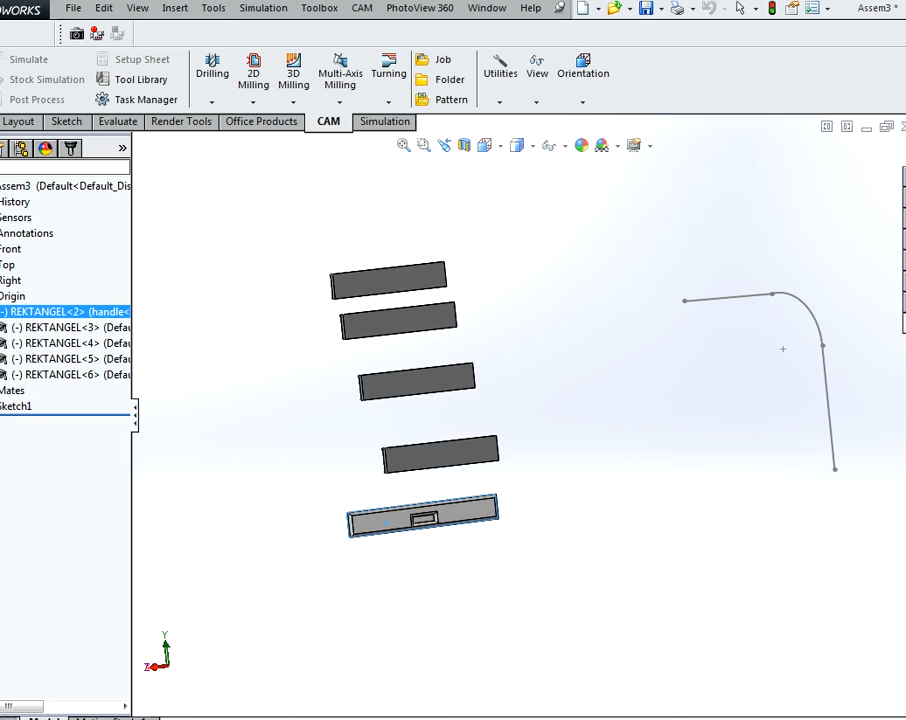 OWORKS File Edit View Insert Tools Simulation Toolbox CAM PhotoView 360 Window Help Assem3 *
Simulate Setup Sheet Drilling 2D Milling 3D Milling Multi-Axis Milling Turning Job Utilities View Orientation
Stock Simulation Tool Library Folder
Post Process Task Manager Pattern
Layout Sketch Evaluate Render Tools Office Products CAM Simulation
»
Assem3 (Default<Default_Dis
History
Sensors
Annotations
Front
Top
Right
Origin
(-) REKTANGEL<2> (handle<
(-) REKTANGEL<3> (Defau
(-) REKTANGEL<4> (Defau
(-) REKTANGEL<5> (Defau
(-) REKTANGEL<6> (Defau
Mates
Sketch1
Y
Z